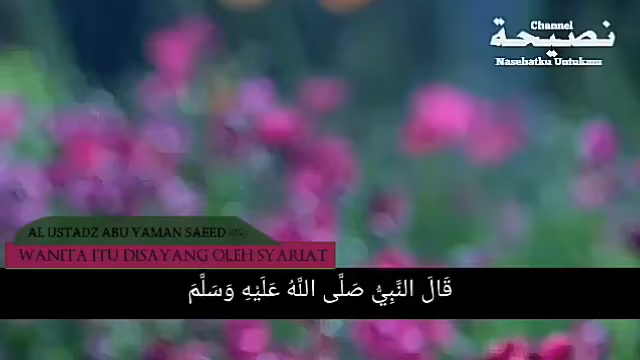 Channel
نصيحة
Nasehatku Untukmu
AL USTADZ ABU YAMAN SAEED
WANITA ITU DISAYANG OLEH SYARIAT
قَالَ النَّبِيُّ صَلَّى اللَّهُ عَلَيْهِ وَسَلَّمَ